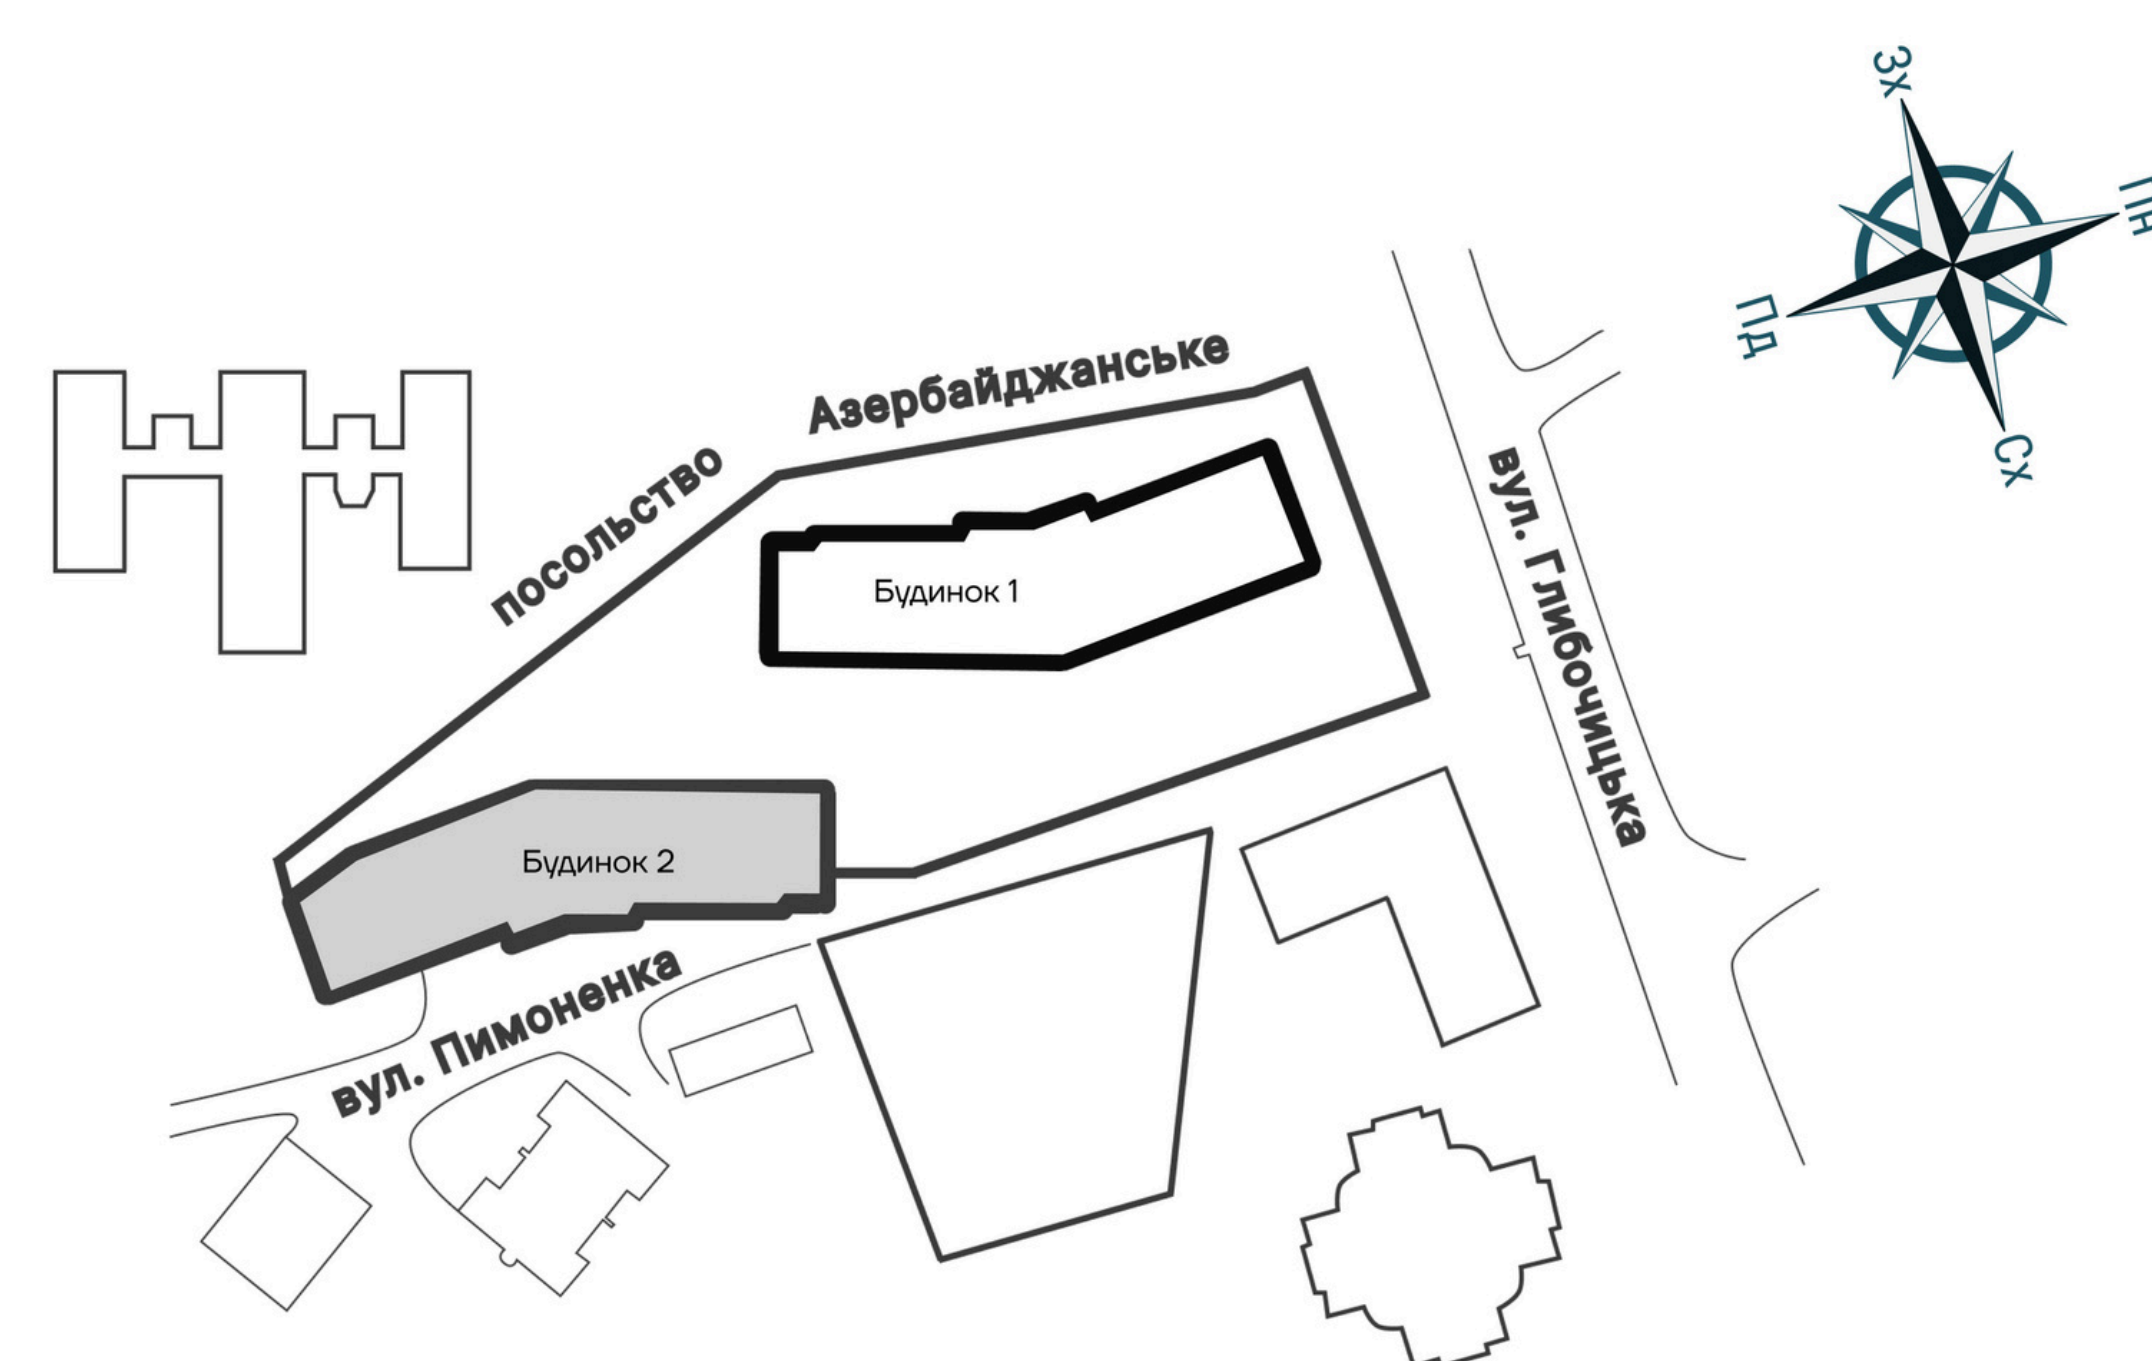 Зх
Пн
Пд
Сх
Азербайджанське
посольство
вул. Глибочицька
Будинок 1
Будинок 2
вул. Пимоненка